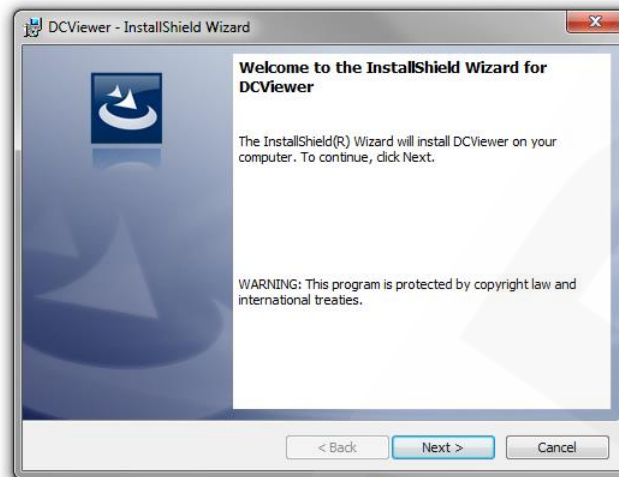 DCViewer - InstallShield Wizard
Welcome to the InstallShield Wizard for
DCViewer
The InstallShield(R) Wizard will install DCViewer on your
computer. To continue, click Next.
WARNING: This program is protected by copyright law and
international treaties.
< Back Next > Cancel